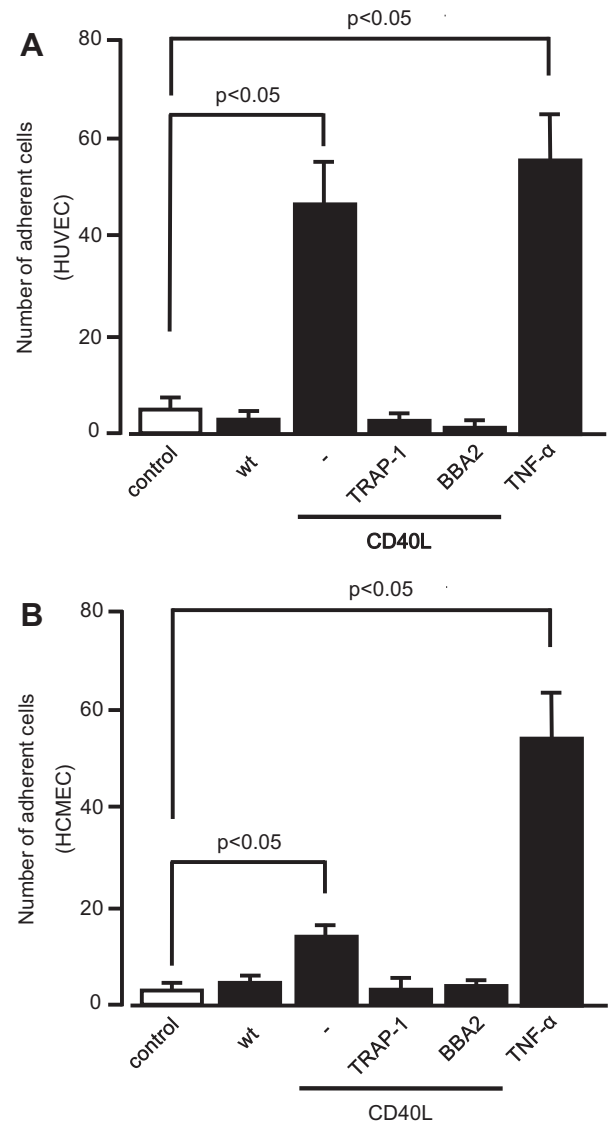 A
p<0.05
p<0.05
Number of adherent cells
(HUVEC)
80
60
40
20
0
control
wt
-
TRAP-1
BBA2
TNF-α
CD40L
B
p<0.05
p<0.05
Number of adherent cells
(HCMEC)
80
60
40
20
0
control
wt
-
TRAP-1
BBA2
TNF-α
CD40L